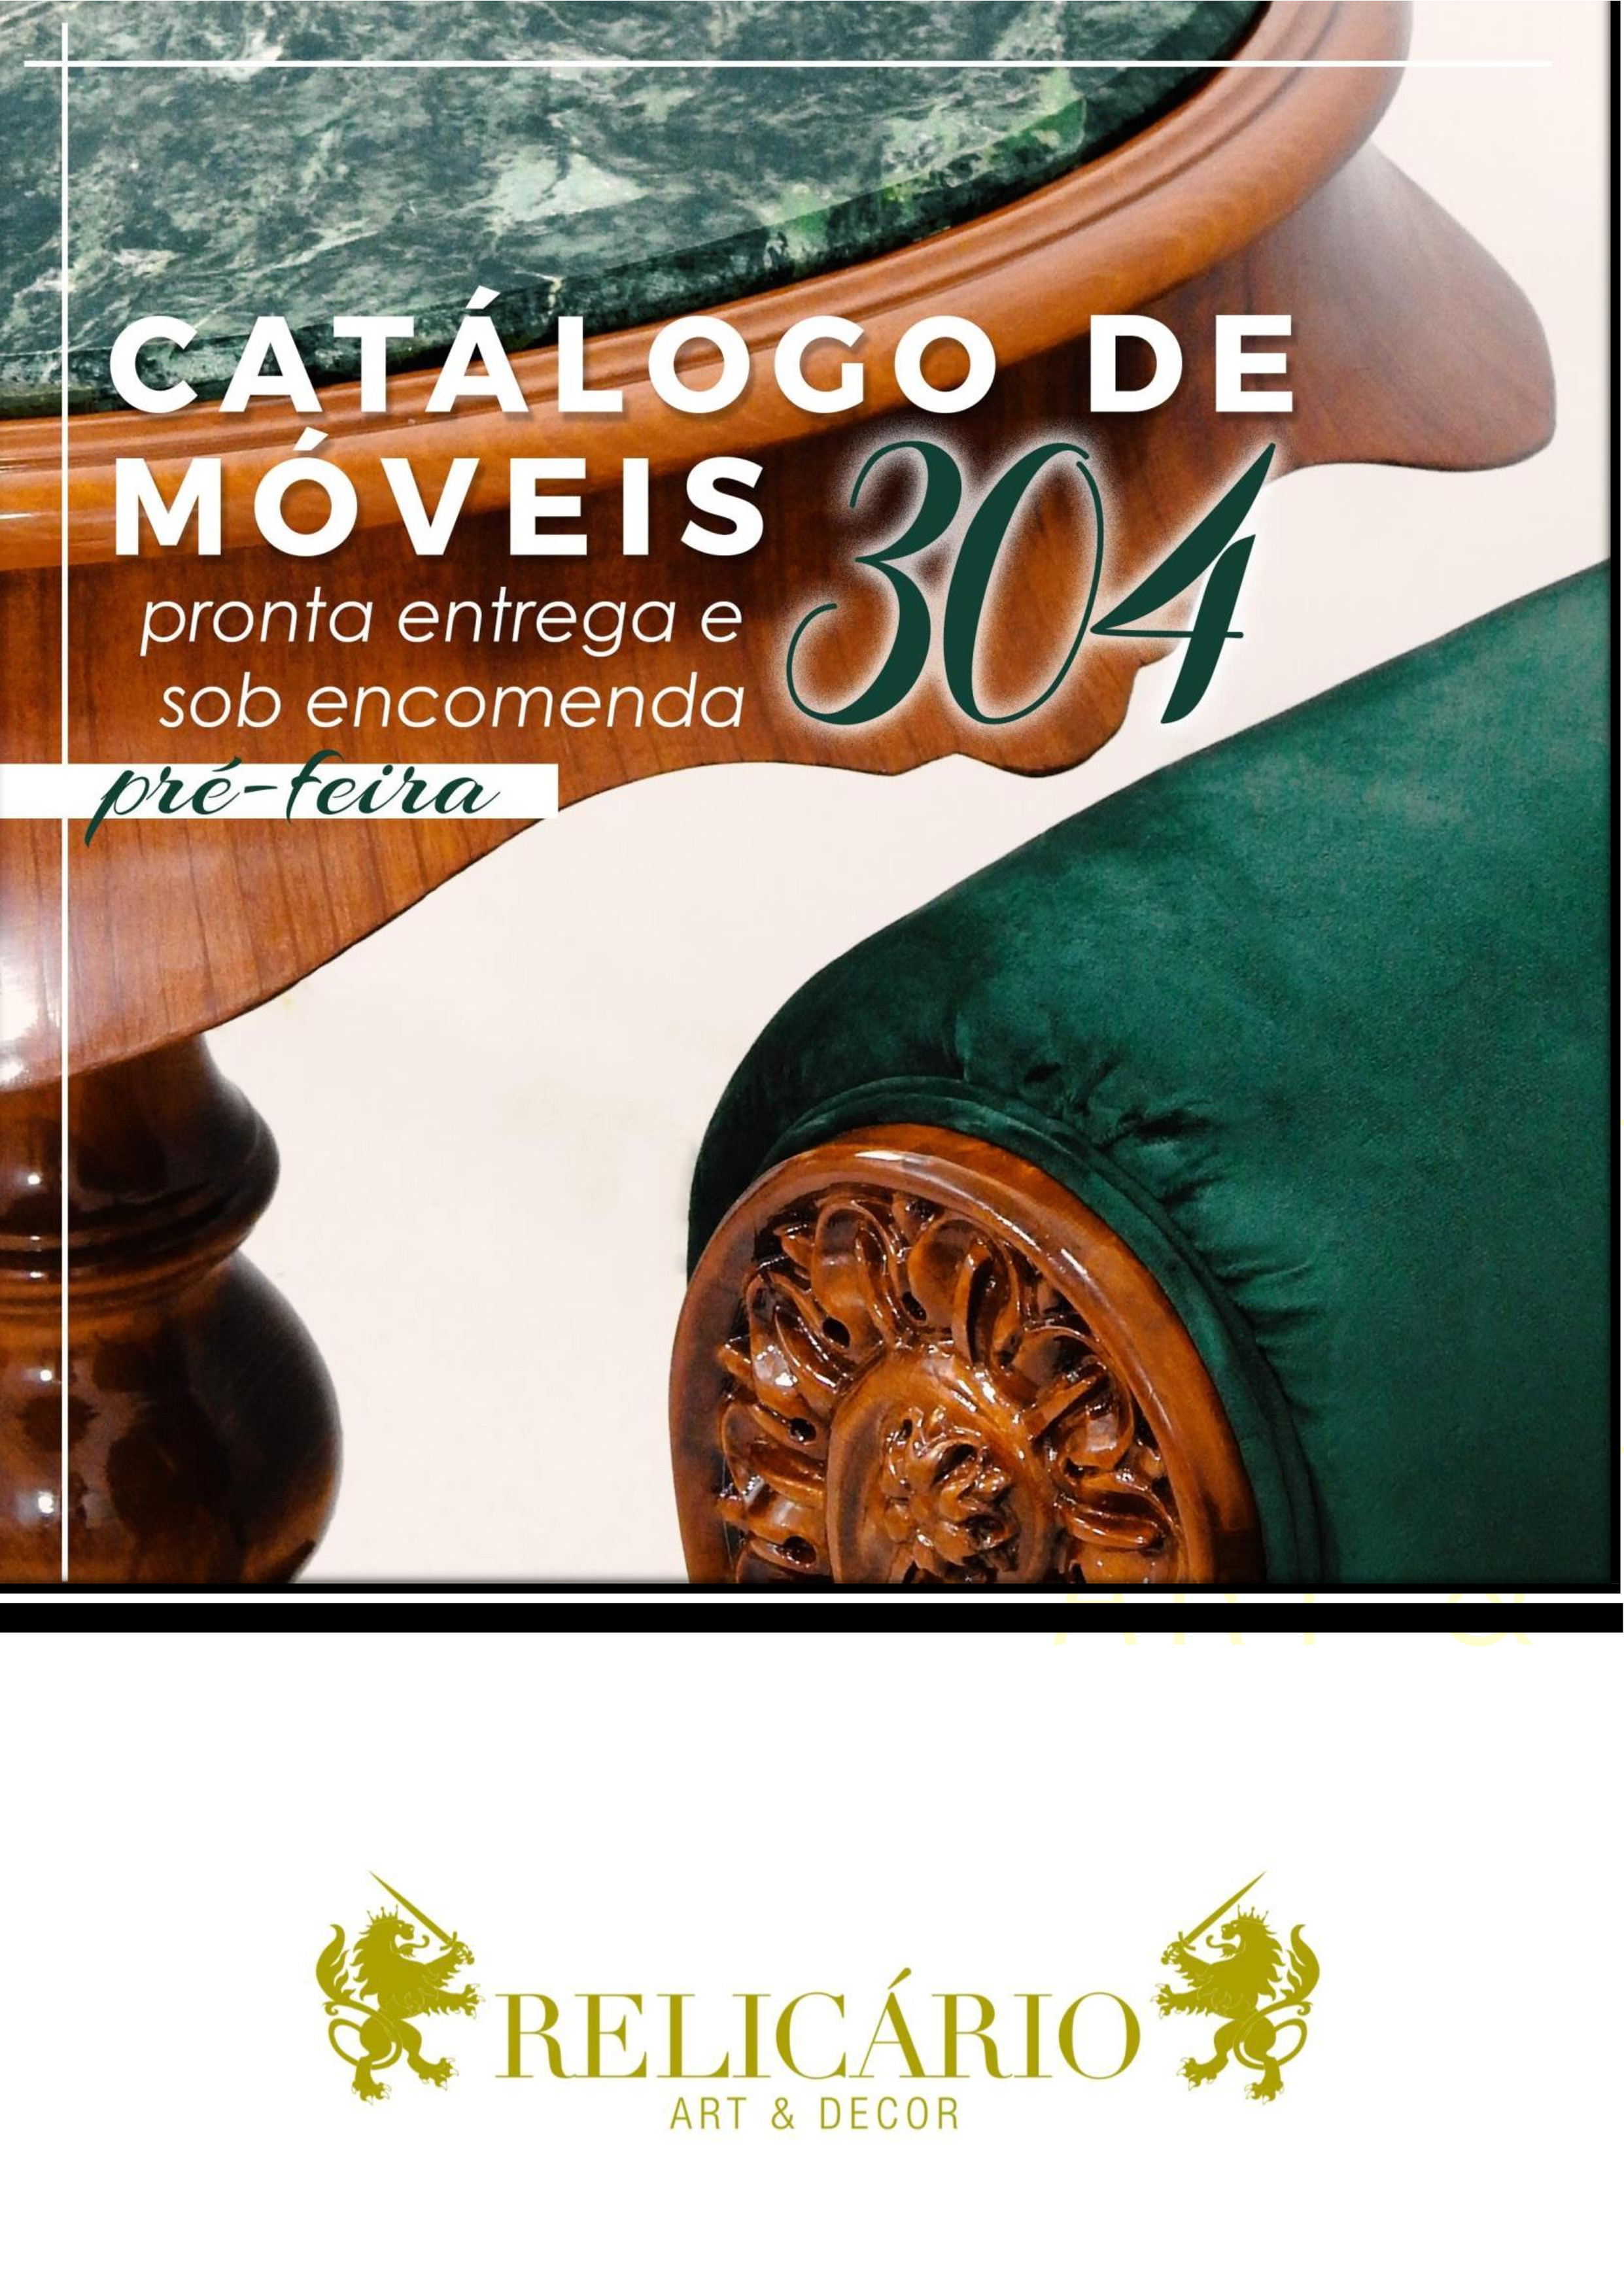 CATÁLOGO DE
MÓVEIS 304
pronta entrega e
sob encomenda
pré-feira
RELICÁRIO
ART & DECOR